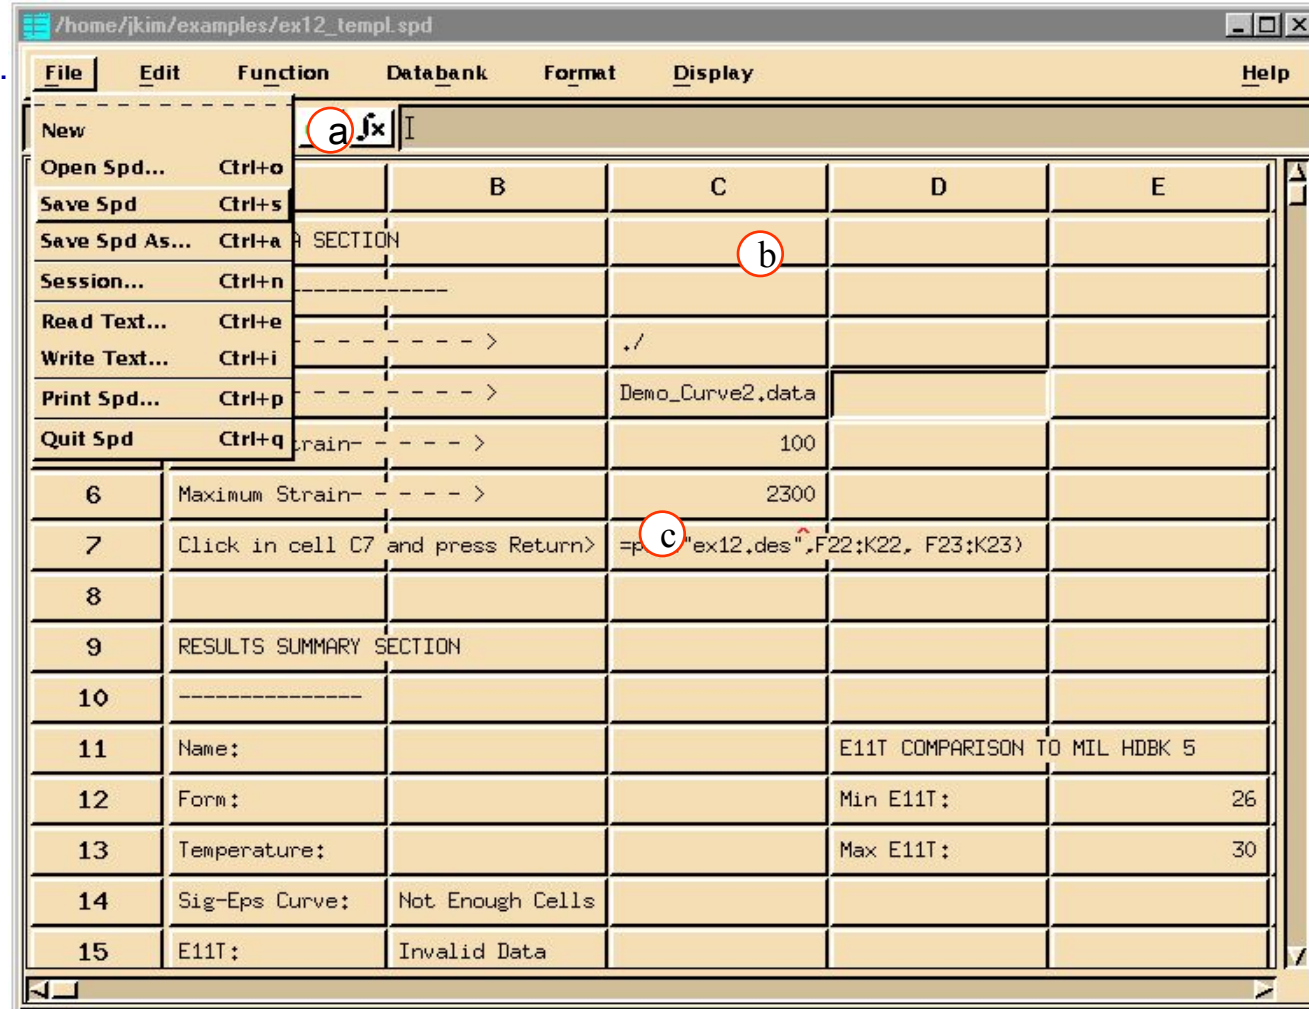 /home/jkim/examples/ex12_templ.spd
File Edit Function Databank Format Display Help
New
a fx
Open Spd... Ctrl+o
B C D E
Save Spd Ctrl+s
Save Spd As... Ctrl+a A SECTION
b
Session... Ctrl+n --------------
Read Text... Ctrl+e
Write Text... Ctrl+i - - - - - - - - - > ./
Print Spd... Ctrl+p - - - - - - - - - > Demo_Curve2.data
Quit Spd Ctrl+q train- - - - - > 100
6 Maximum Strain- - - - - > 2300
7 Click in cell C7 and press Return> c "ex12.des",F22:K22, F23:K23)
8
9 RESULTS SUMMARY SECTION
10 ---------------
11 Name: E11T COMPARISON TO MIL HDBK 5
12 Form: Min E11T: 26
13 Temperature: Max E11T: 30
14 Sig-Eps Curve: Not Enough Cells
15 E11T: Invalid Data